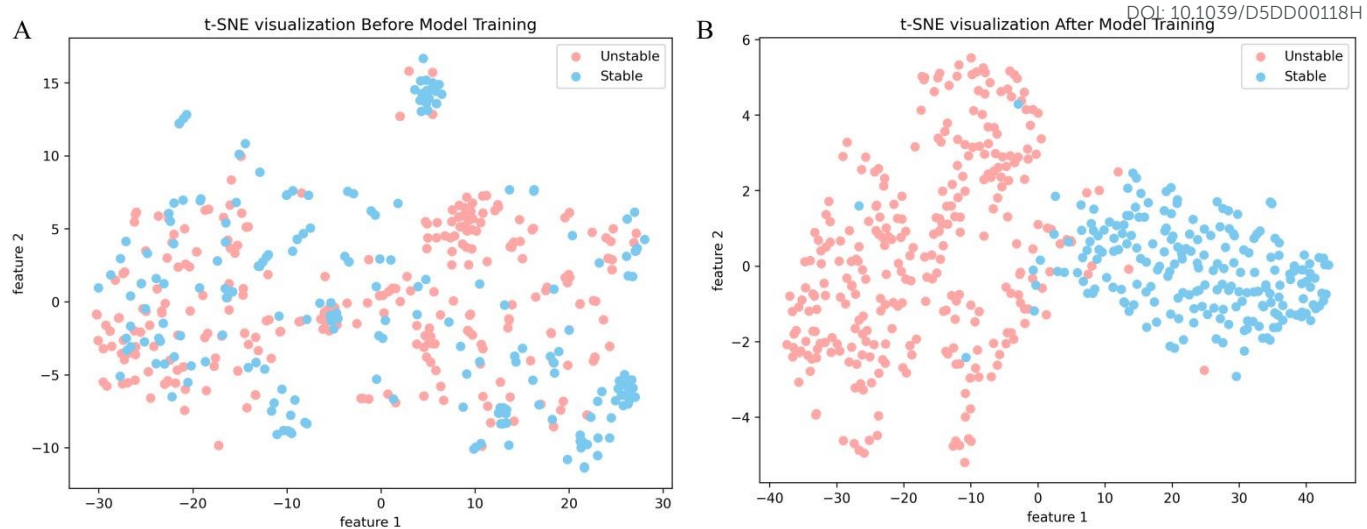 DOI: 10.1039/D5DD00118H
A
t-SNE visualization Before Model Training
Unstable
Stable
15
10
5
0
−5
−10
feature 2
−30
−20
−10
0
10
20
30
feature 1
B
t-SNE visualization After Model Training
Unstable
Stable
6
4
2
0
−2
−4
feature 2
−40
−30
−20
−10
0
10
20
30
40
feature 1